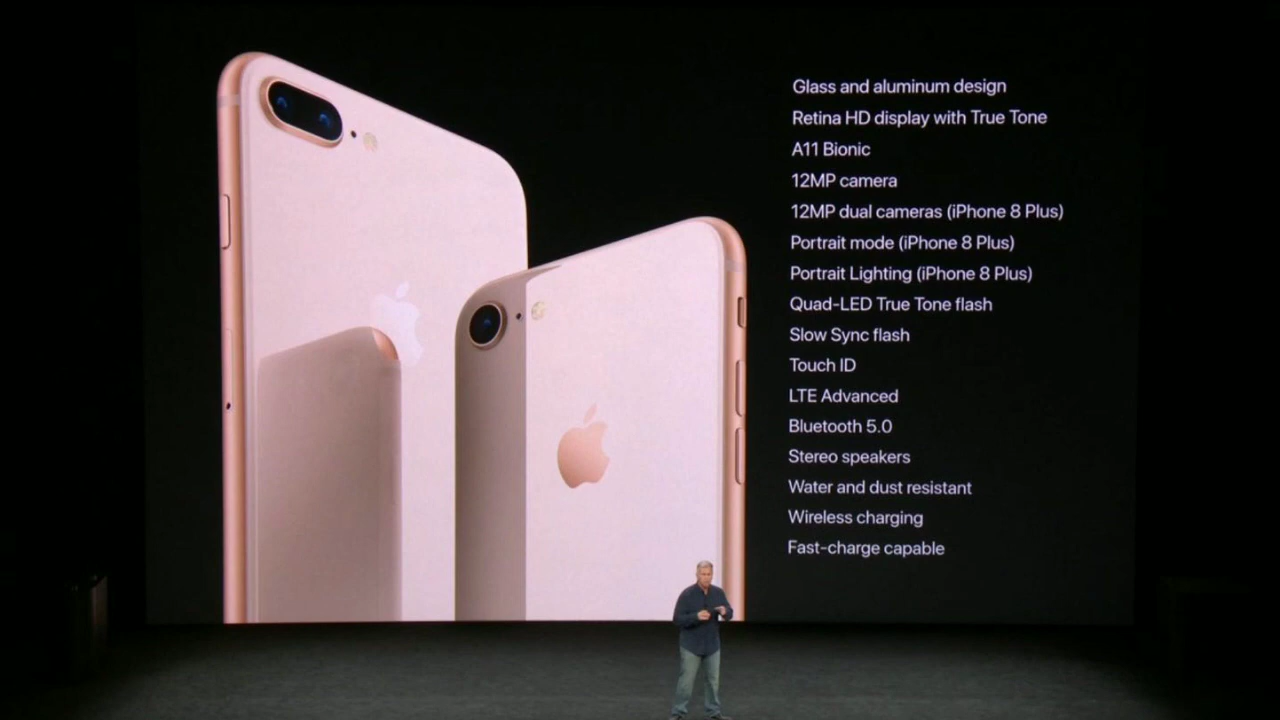 Glass and aluminum design
Retina HD display with True Tone
A11 Bionic
12MP camera
12MP dual cameras (iPhone 8 Plus)
Portrait mode (iPhone 8 Plus)
Portrait Lighting (iPhone 8 Plus)
Quad-LED True Tone flash
Slow Sync flash
Touch ID
LTE Advanced
Bluetooth 5.0
Stereo speakers
Water and dust resistant
Wireless charging
Fast-charge capable